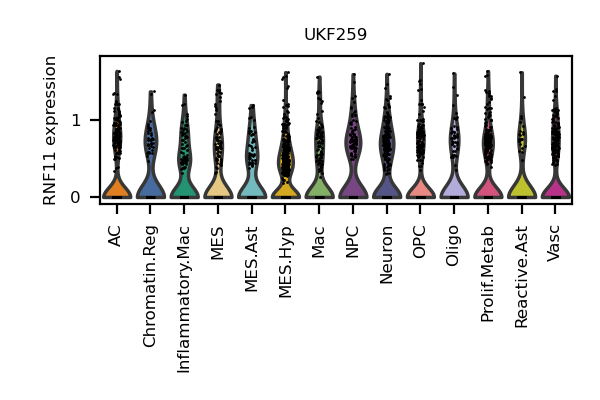 UKF259
RNF11 expression
1
0
AC
Chromatin.Reg
Inflammatory.Mac
MES
MES.Ast
MES.Hyp
Mac
NPC
Neuron
OPC
Oligo
Prolif.Metab
Reactive.Ast
Vasc